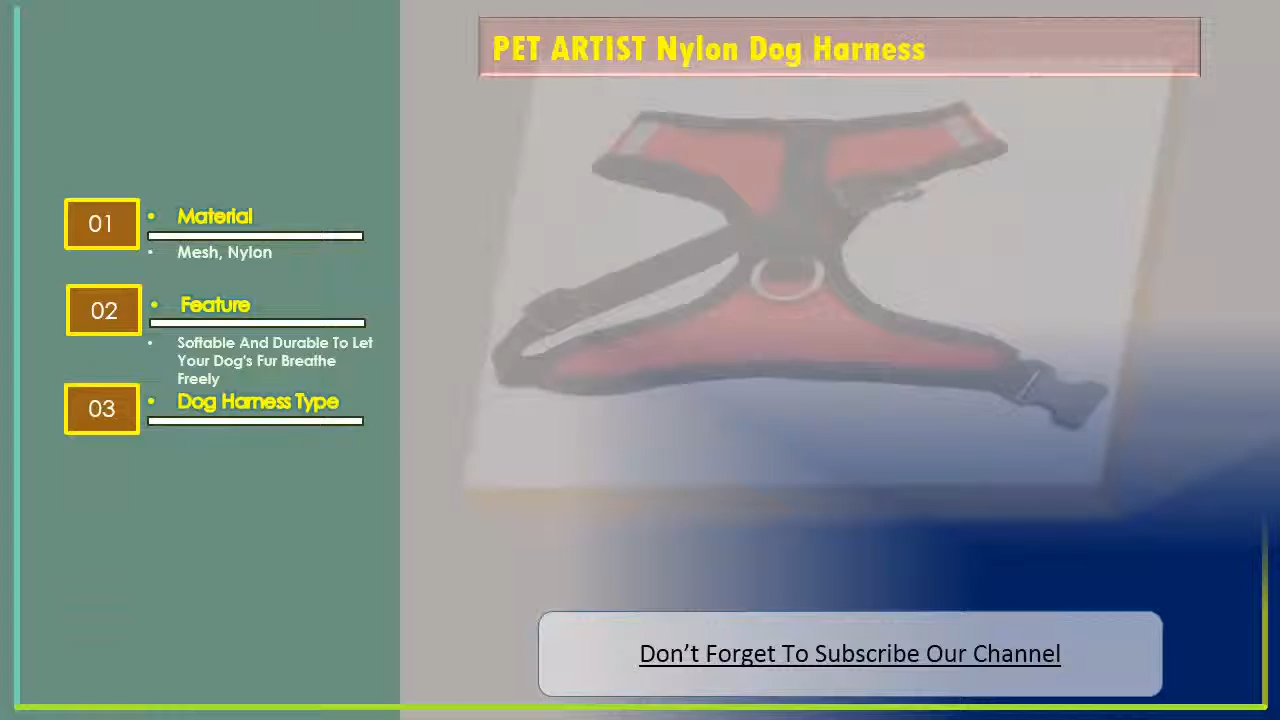 PET ARTIST Nylon Dog Harness
01
• Material
• Mesh, Nylon
02
• Feature
• Softable And Durable To Let
Your Dog's Fur Breathe
Freely
03
• Dog Harness Type
Don’t Forget To Subscribe Our Channel